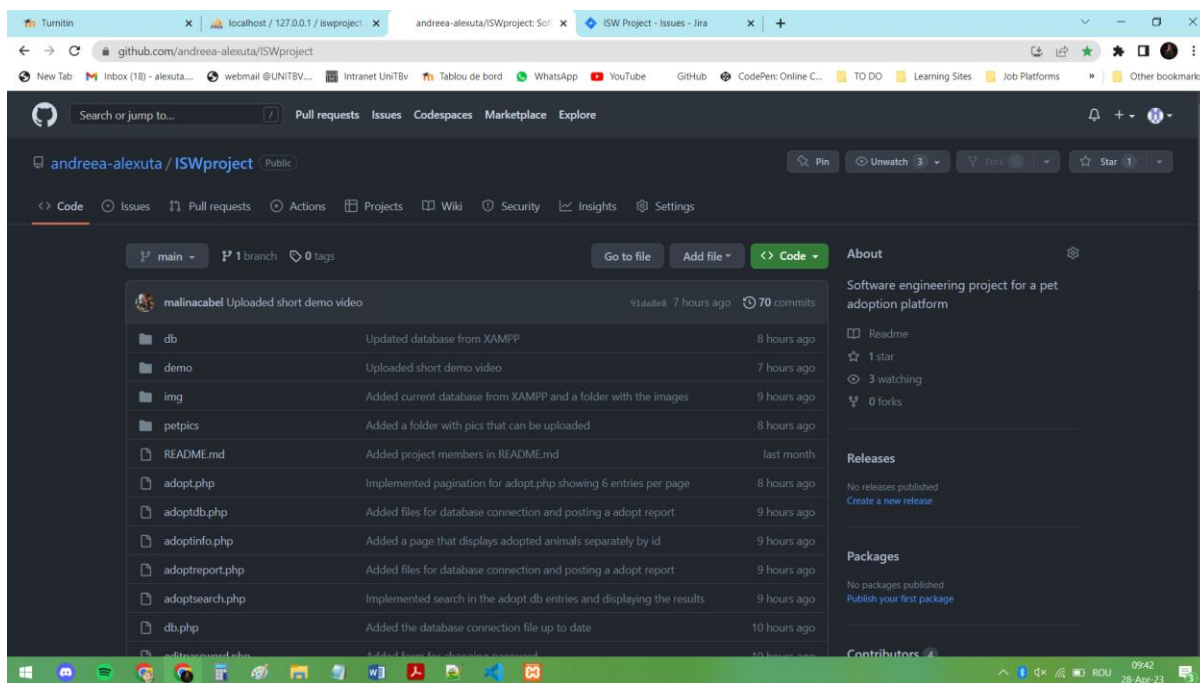 Turnitin
localhost / 127.0.0.1 / iswproject
andreea-alexuta/ISWproject: Soft
ISW Project - Issues - Jira
github.com/andreea-alexuta/ISWproject
New Tab Inbox (18) - alexuta.... webmail @UNITBV.... Intranet UniTBv Tablou de bord WhatsApp YouTube GitHub CodePen: Online C... TO DO Learning Sites Job Platforms » Other bookmarks
Search or jump to... / Pull requests Issues Codespaces Marketplace Explore
andreea-alexuta / ISWproject Public
Pin Unwatch 3 Fork 0 Star 1
Code Issues Pull requests Actions Projects Wiki Security Insights Settings
main 1 branch 0 tags Go to file Add file Code
malinacabel Uploaded short demo video 91da8e8 7 hours ago 70 commits
db Updated database from XAMPP 8 hours ago
demo Uploaded short demo video 7 hours ago
img Added current database from XAMPP and a folder with the images 9 hours ago
petpics Added a folder with pics that can be uploaded 8 hours ago
README.md Added project members in README.md last month
adopt.php Implemented pagination for adopt.php showing 6 entries per page 8 hours ago
adoptdb.php Added files for database connection and posting a adopt report 9 hours ago
adoptinfo.php Added a page that displays adopted animals separately by id 9 hours ago
adoptreport.php Added files for database connection and posting a adopt report 9 hours ago
adoptsearch.php Implemented search in the adopt db entries and displaying the results 9 hours ago
db.php Added the database connection file up to date 10 hours ago
editpassword.php Added form for changing password 10 hours ago
About
Software engineering project for a pet
adoption platform
Readme
1 star
3 watching
0 forks
Releases
No releases published
Create a new release
Packages
No packages published
Publish your first package
Contributors 4
ROU
09:42
28-Apr-23